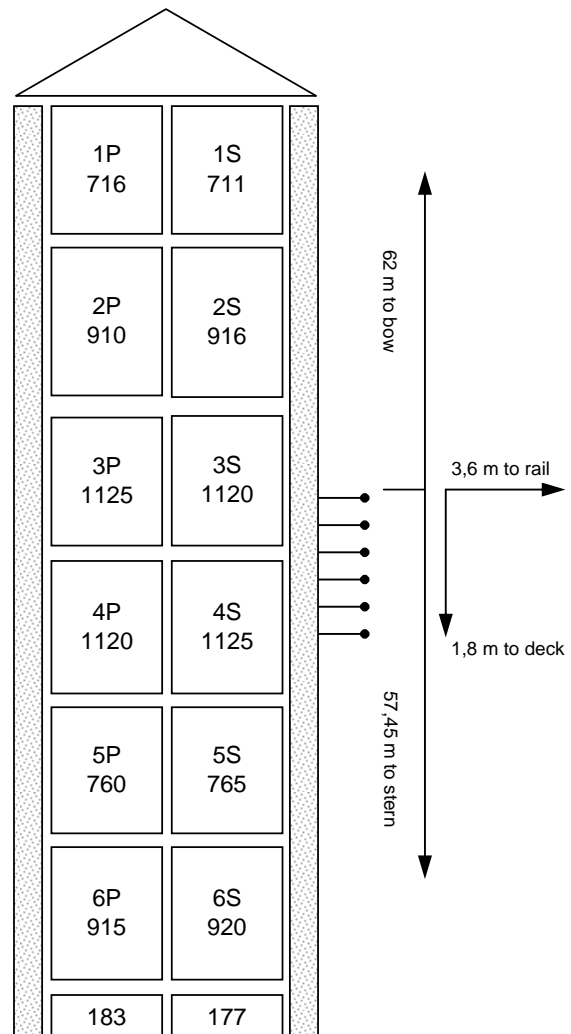 1P
716
1S
711
2P
910
2S
916
3P
1125
3S
1120
4P
1120
4S
1125
5P
760
5S
765
6P
915
6S
920
183
177
62 m to bow
3,6 m to rail
1,8 m to deck
57,45 m to stern